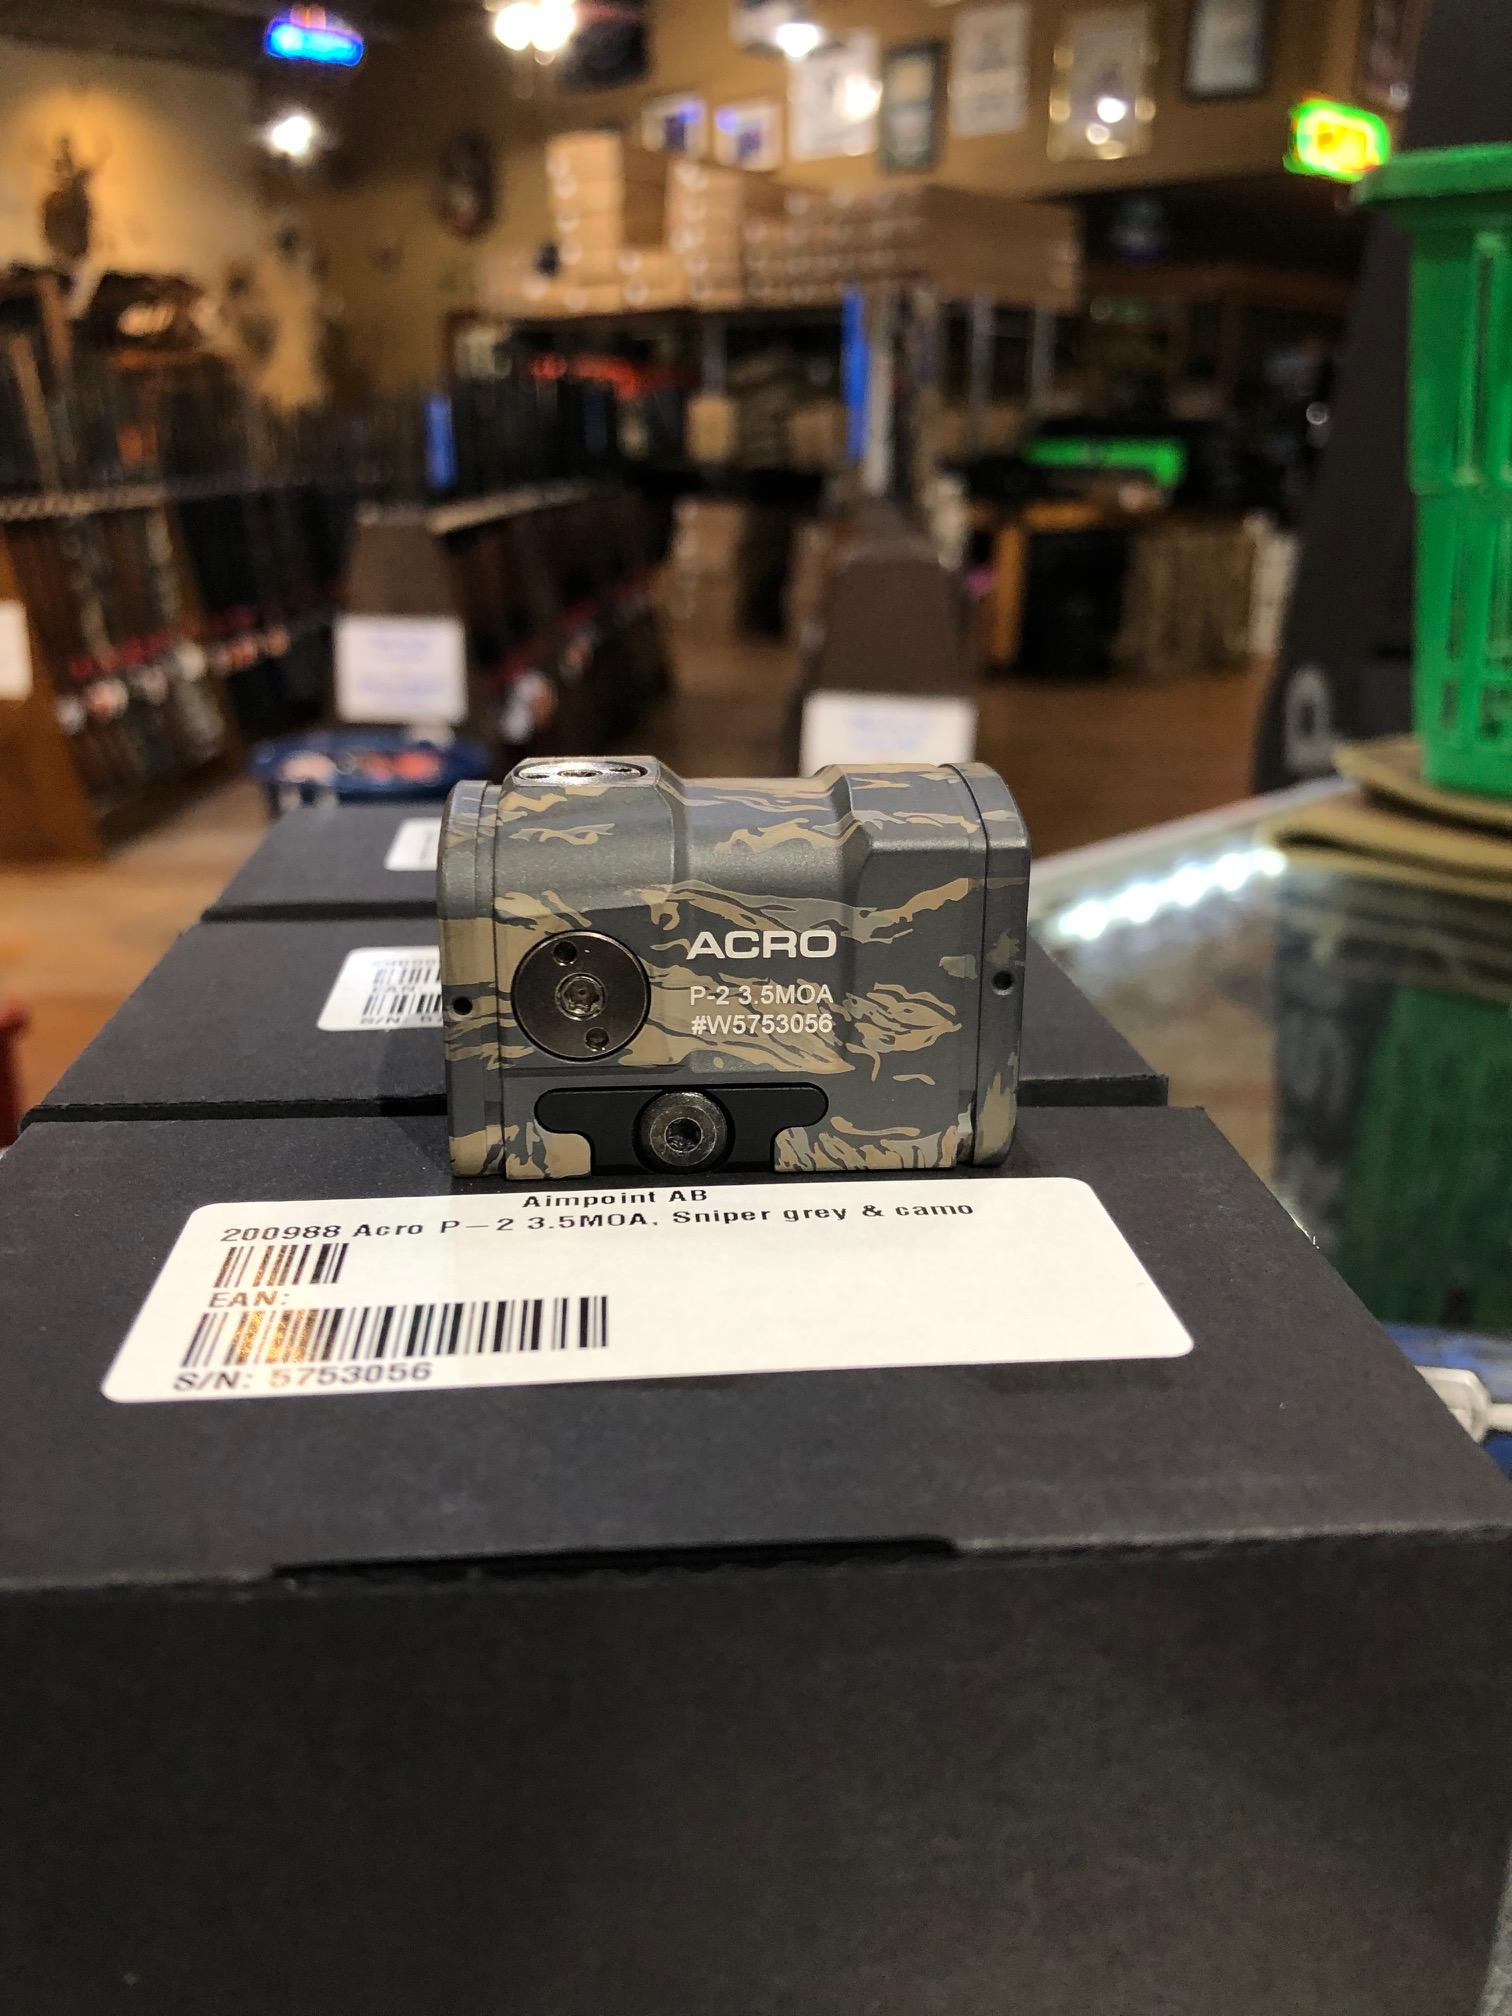 ACRO
P-2 3.5MOA
#W5753056
Aimpoint AB
200988 Acro P-2 3.5MOA, Sniper grey & camo
EAN:
S/N: 5753056